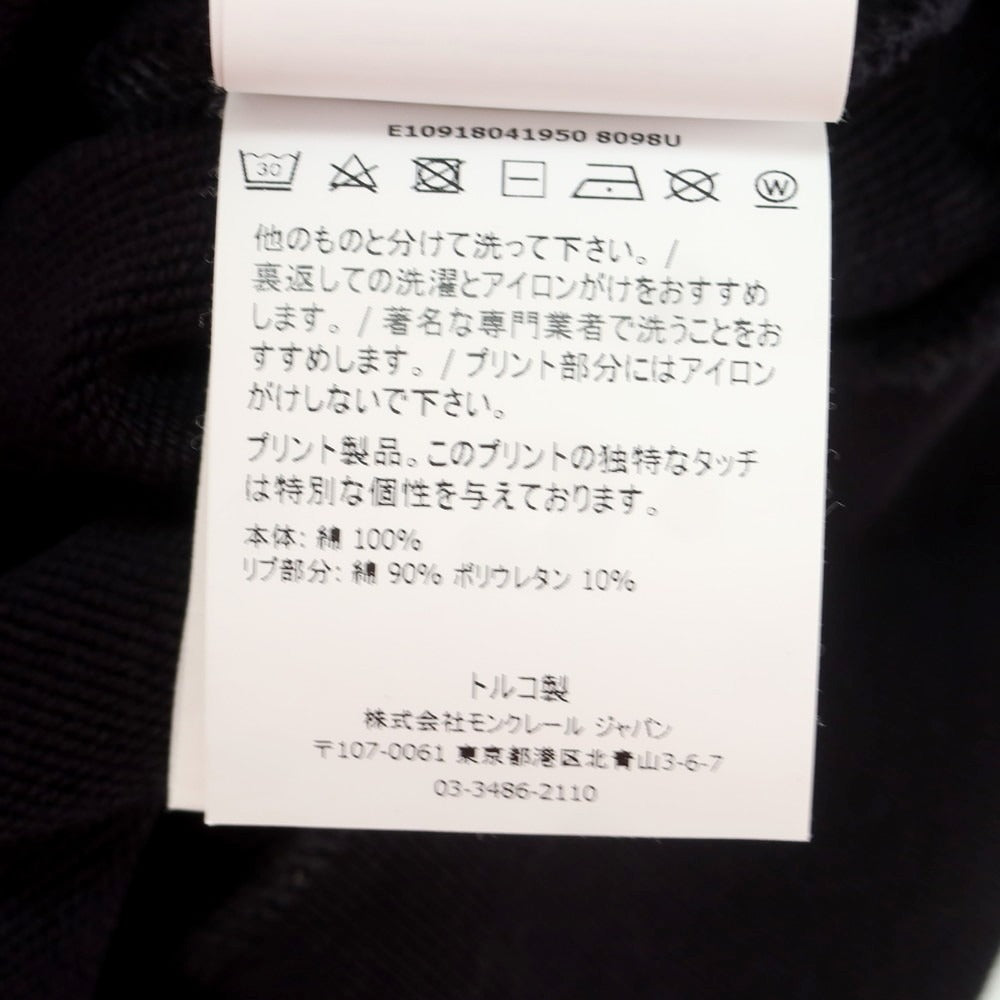 E10918041950 8098U
30
W
他のものと分けて洗って下さい。/
裏返しての洗濯とアイロンがけをおすすめ
します。/ 著名な専門業者で洗うことをお
すすめします。/ プリント部分にはアイロン
がけしないで下さい。
プリント製品。このプリントの独特なタッチ
は特別な個性を与えております。
本体: 綿 100%
リブ部分: 綿 90% ポリウレタン 10%
トルコ製
株式会社モンクレール ジャパン
〒107-0061 東京都港区北青山3-6-7
03-3486-2110